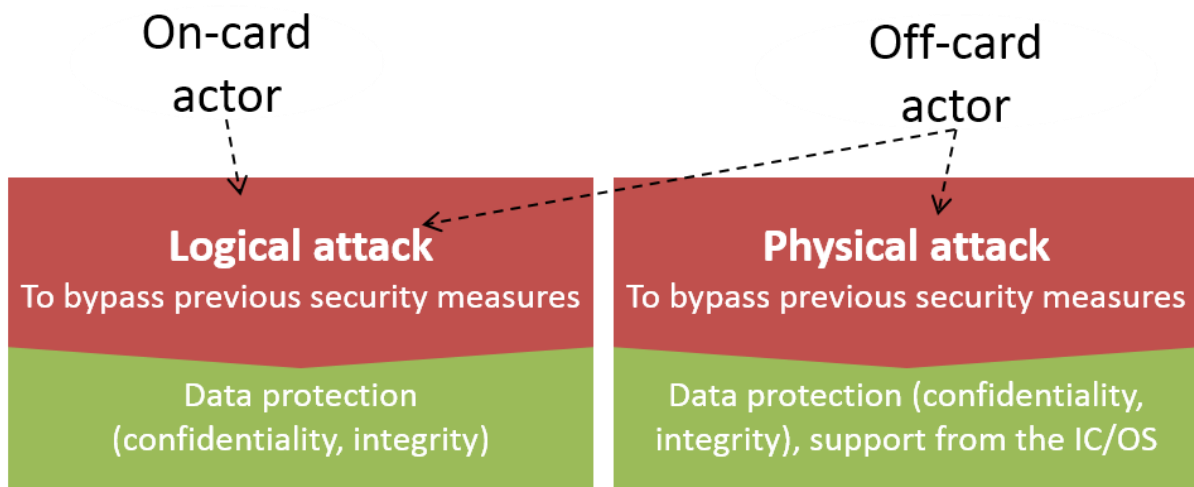 On-card
actor
Off-card
actor
Logical attack
To bypass previous security measures
Physical attack
To bypass previous security measures
Data protection
(confidentiality, integrity)
Data protection (confidentiality,
integrity), support from the IC/OS